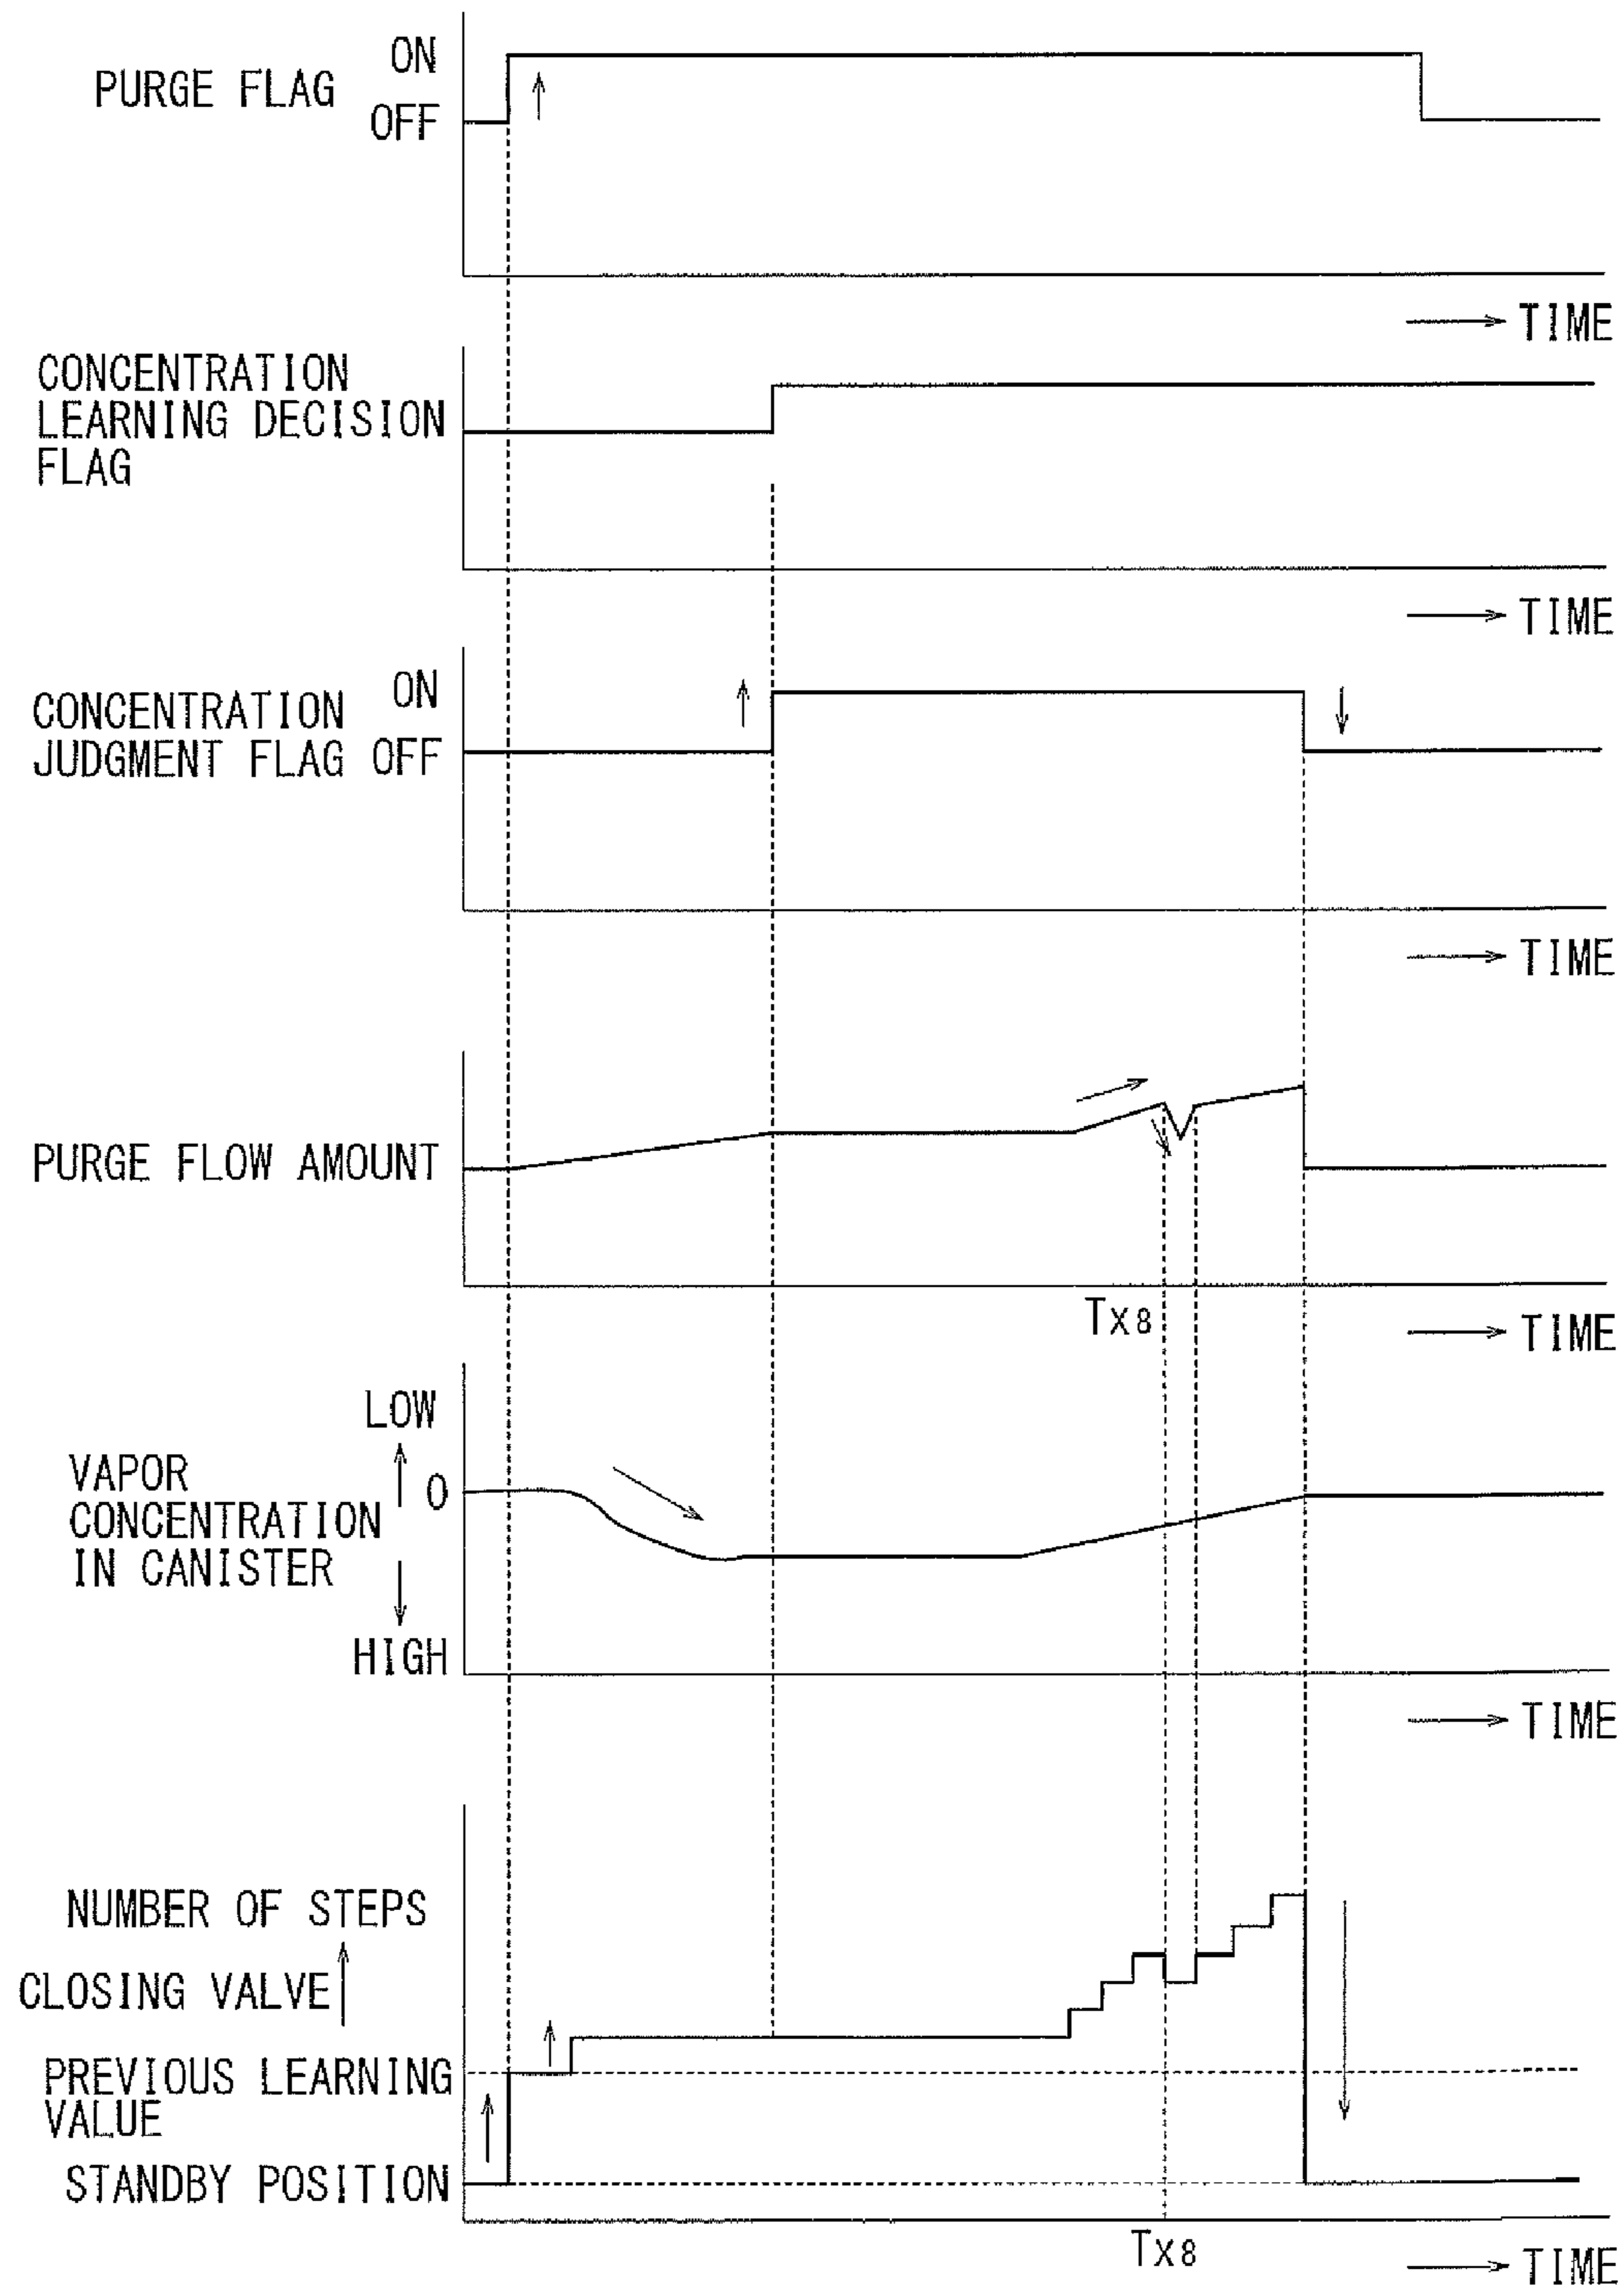 PURGE FLAG
ON
OFF
TIME
CONCENTRATION
LEARNING DECISION
FLAG
TIME
CONCENTRATION
JUDGMENT FLAG
ON
OFF
TIME
PURGE FLOW AMOUNT
Tx8
TIME
VAPOR
CONCENTRATION
IN CANISTER
LOW
0
HIGH
TIME
NUMBER OF STEPS
CLOSING VALVE
PREVIOUS LEARNING
VALUE
STANDBY POSITION
Tx8
TIME